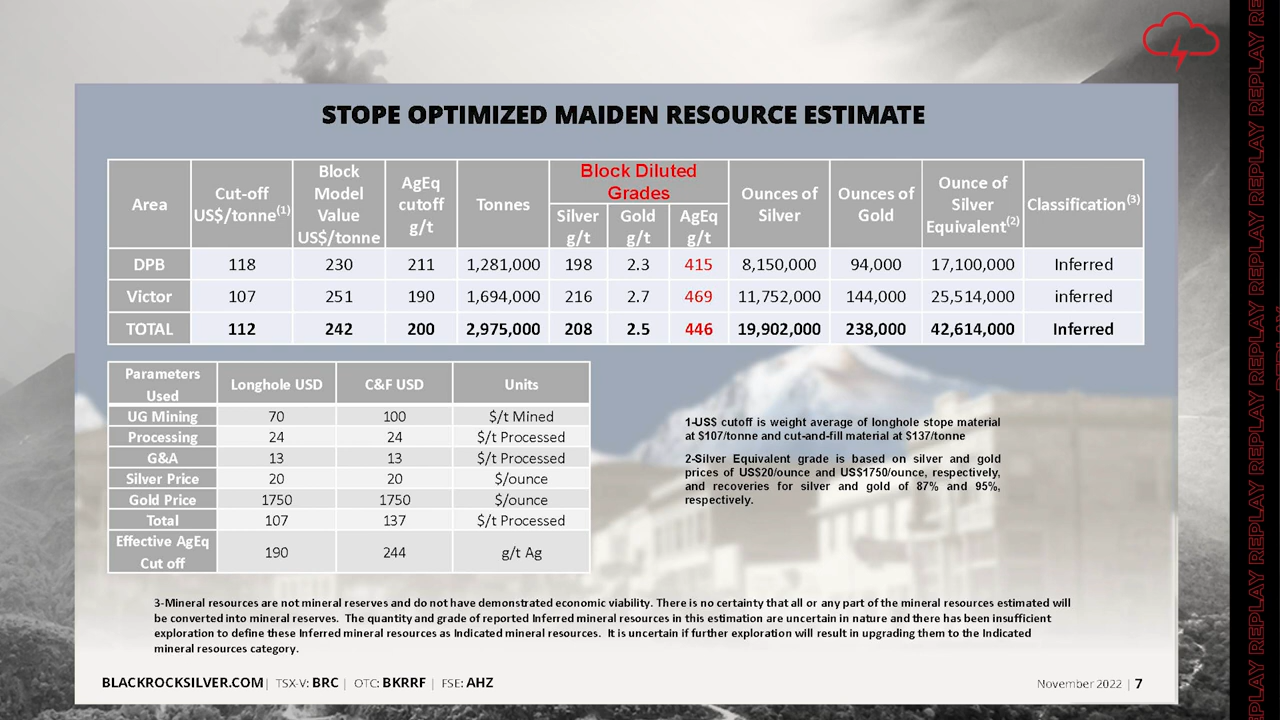 STOPE OPTIMIZED MAIDEN RESOURCE ESTIMATE
Area Cut-off US$/tonne(1) Block Model Value US$/tonne AgEq cutoff g/t Tonnes Block Diluted Grades Silver g/t Gold g/t AgEq g/t Ounces of Silver Ounces of Gold Ounce of Silver Equivalent(2) Classification(3)
DPB 118 230 211 1,281,000 198 2.3 415 8,150,000 94,000 17,100,000 Inferred
Victor 107 251 190 1,694,000 216 2.7 469 11,752,000 144,000 25,514,000 inferred
TOTAL 112 242 200 2,975,000 208 2.5 446 19,902,000 238,000 42,614,000 Inferred
Parameters Used Longhole USD C&F USD Units
UG Mining 70 100 $/t Mined
Processing 24 24 $/t Processed
G&A 13 13 $/t Processed
Silver Price 20 20 $/ounce
Gold Price 1750 1750 $/ounce
Total 107 137 $/t Processed
Effective AgEq Cut off 190 244 g/t Ag
1-US$ cutoff is weight average of longhole stope material
at $107/tonne and cut-and-fill material at $137/tonne
2-Silver Equivalent grade is based on silver and gold
prices of US$20/ounce and US$1750/ounce, respectively,
and recoveries for silver and gold of 87% and 95%,
respectively.
3-Mineral resources are not mineral reserves and do not have demonstrated economic viability. There is no certainty that all or any part of the mineral resources estimated will
be converted into mineral reserves. The quantity and grade of reported Inferred mineral resources in this estimation are uncertain in nature and there has been insufficient
exploration to define these Inferred mineral resources as Indicated mineral resources. It is uncertain if further exploration will result in upgrading them to the Indicated
mineral resources category.
BLACKROCKSILVER.COM | TSX-V: BRC | OTC: BKRRF | FSE: AHZ
November 2022 | 7
REPLAY REPLAY REPLAY REPLAY REPLAY REPLAY REPLAY